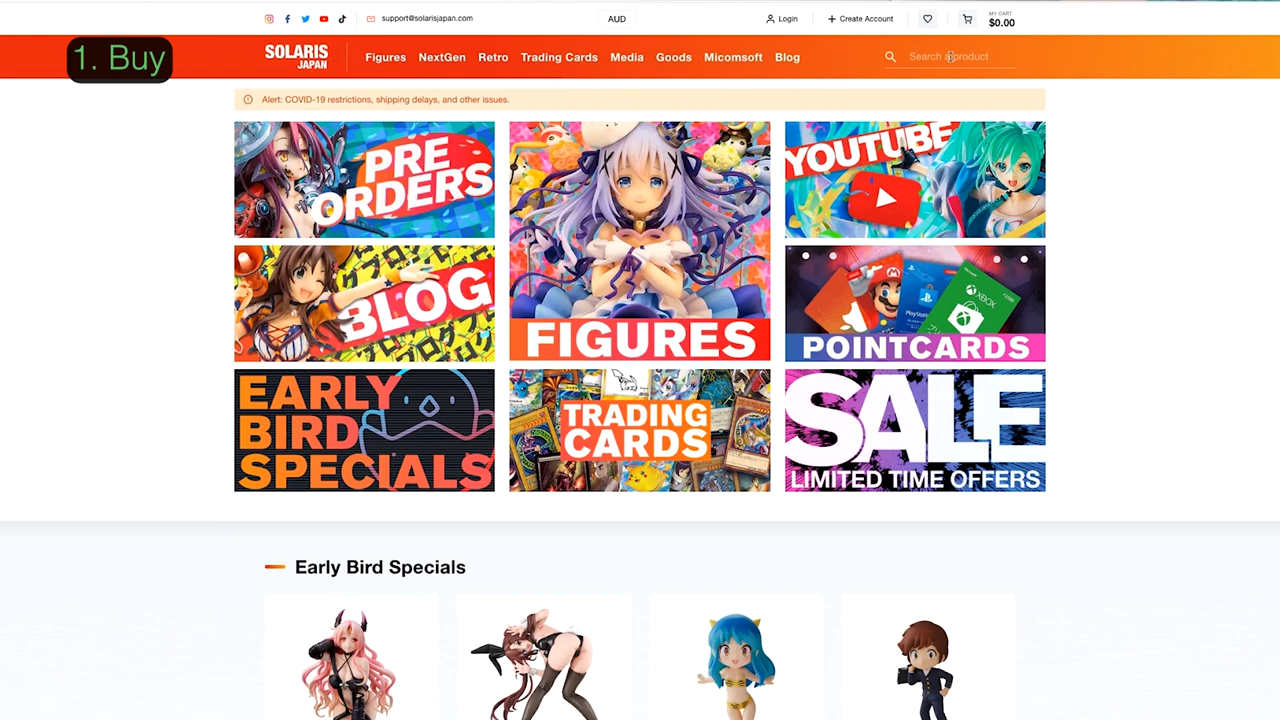 support@solarisjapan.com
AUD
Login
Create Account
MY CART
$0.00
1. Buy
SOLARIS
JAPAN
Figures
NextGen
Retro
Trading Cards
Media
Goods
Micomsoft
Blog
Search a product
Alert: COVID-19 restrictions, shipping delays, and other issues.
PRE
ORDERS
FIGURES
YOUTUBE
BLOG
XBOX
PlayStation
POINTCARDS
EARLY
BIRD
SPECIALS
TRADING
CARDS
SALE
LIMITED TIME OFFERS
Early Bird Specials